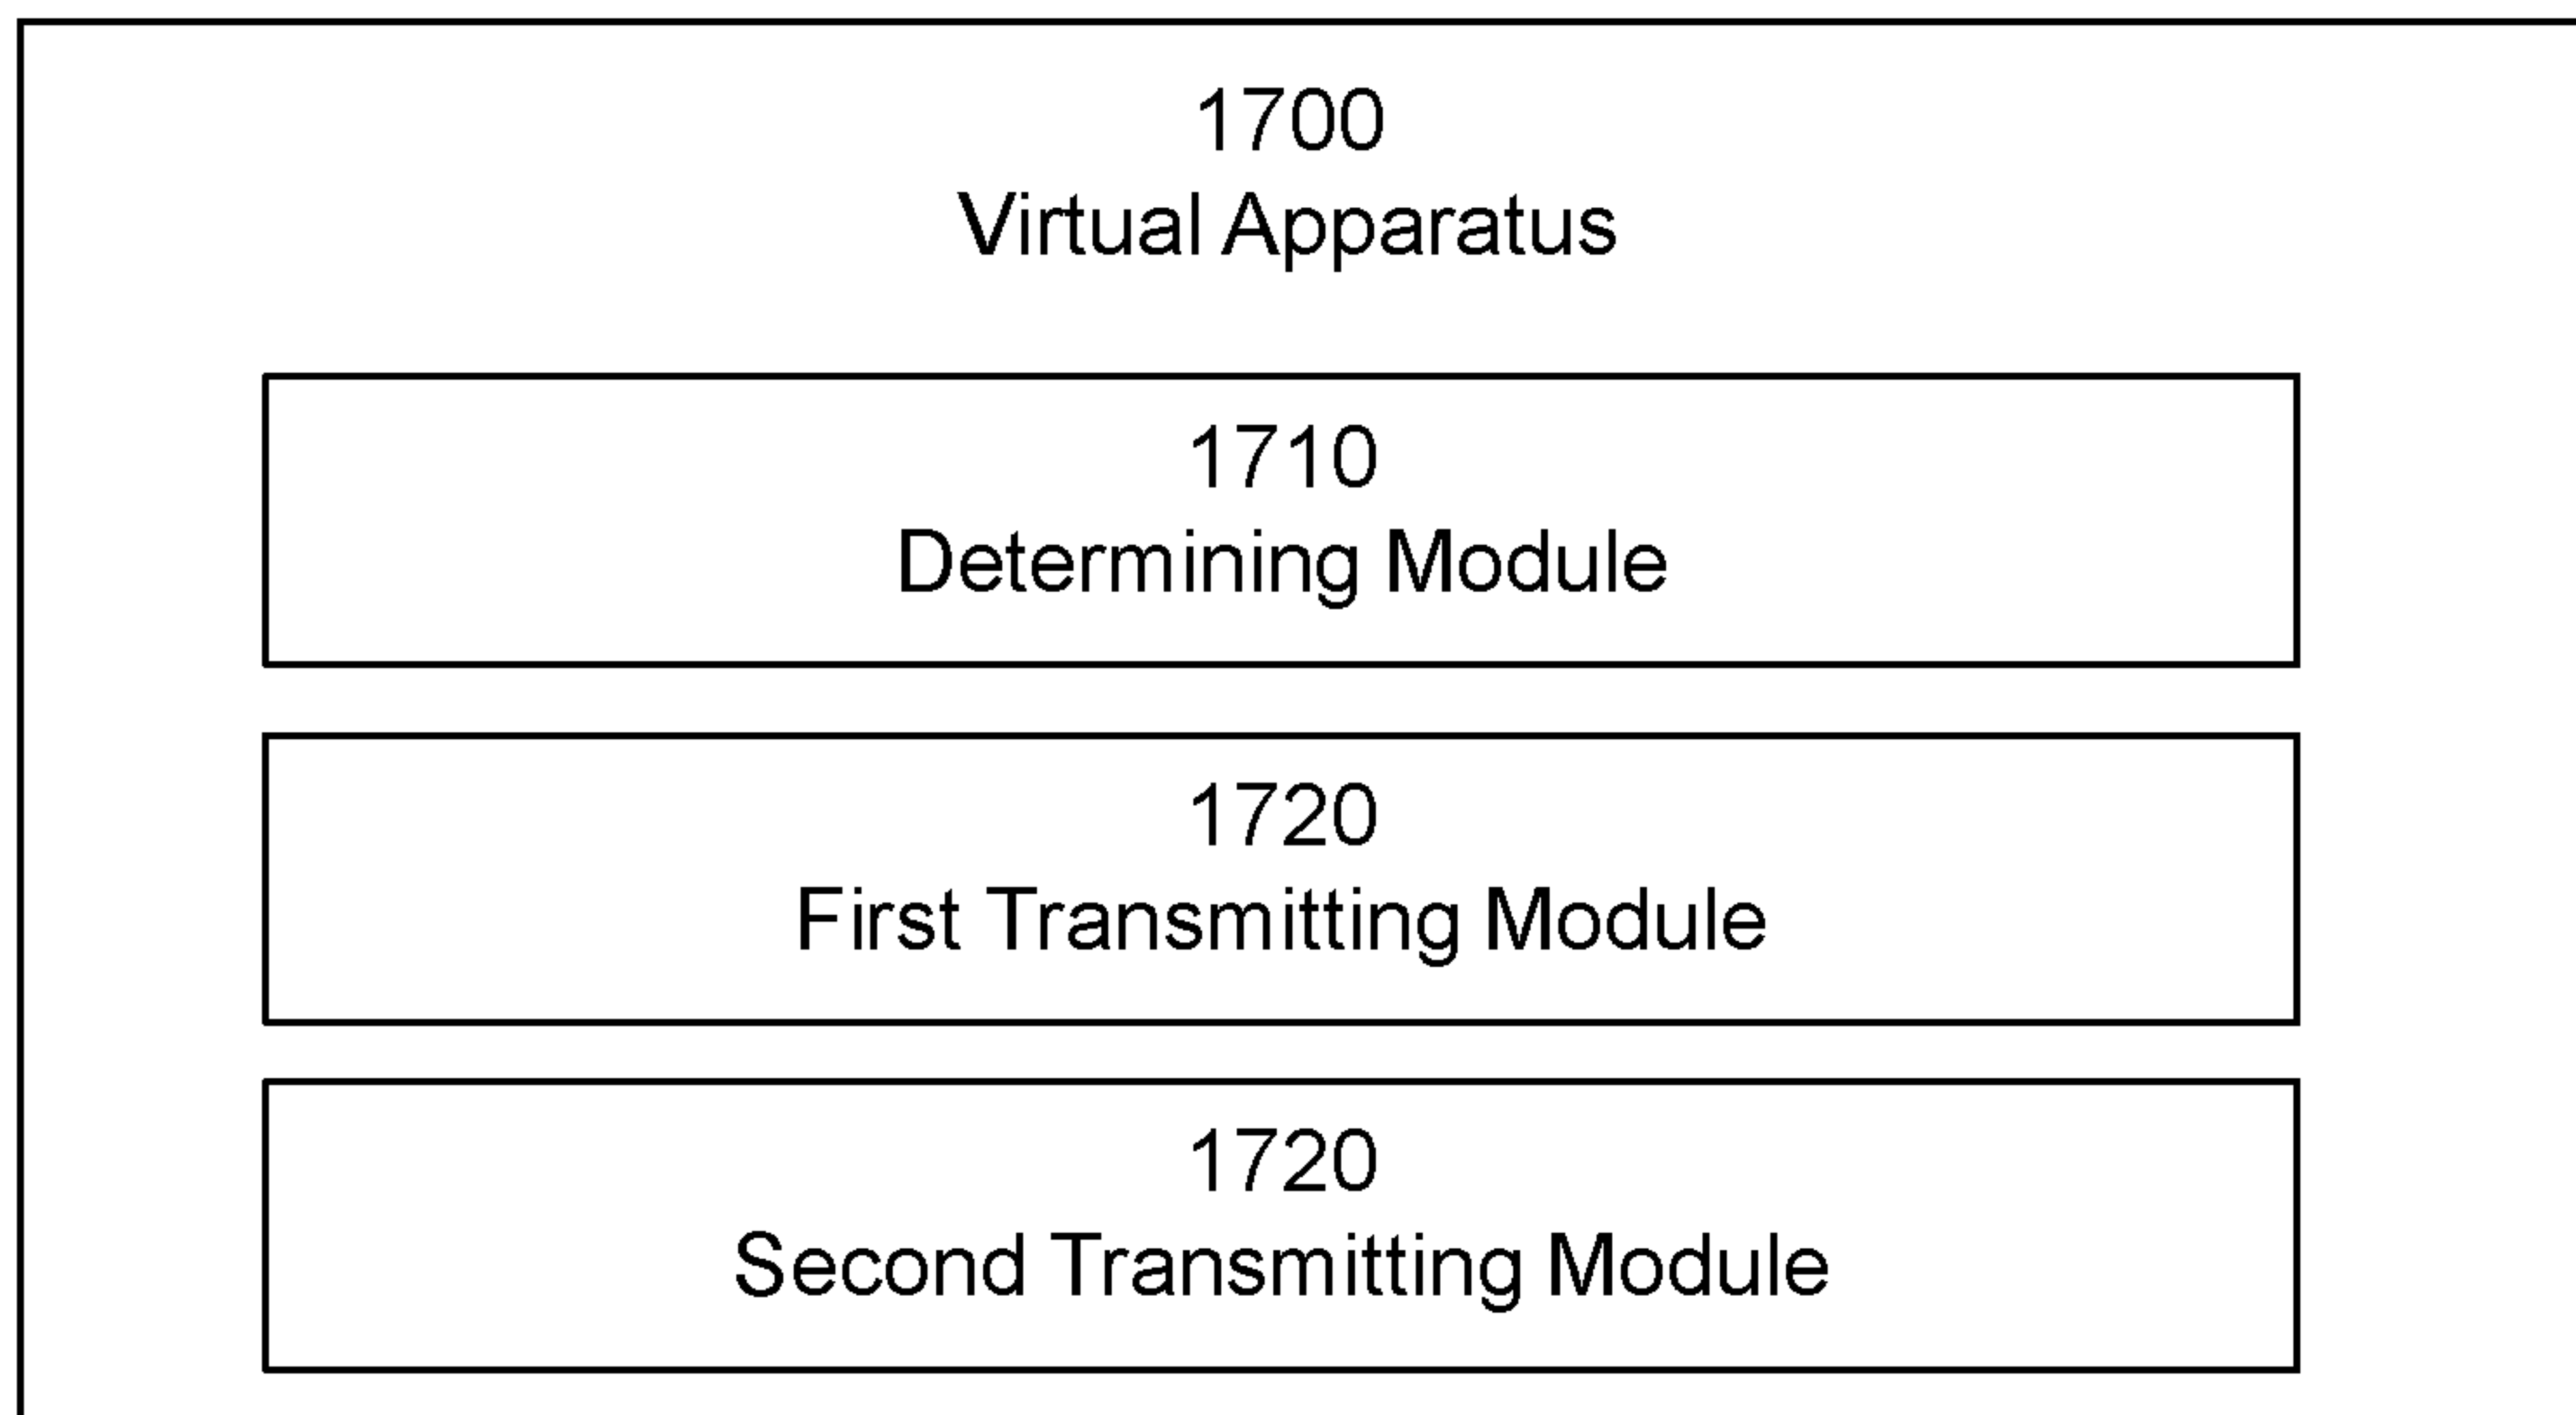 1700
Virtual Apparatus
1710
Determining Module
1720
First Transmitting Module
1720
Second Transmitting Module